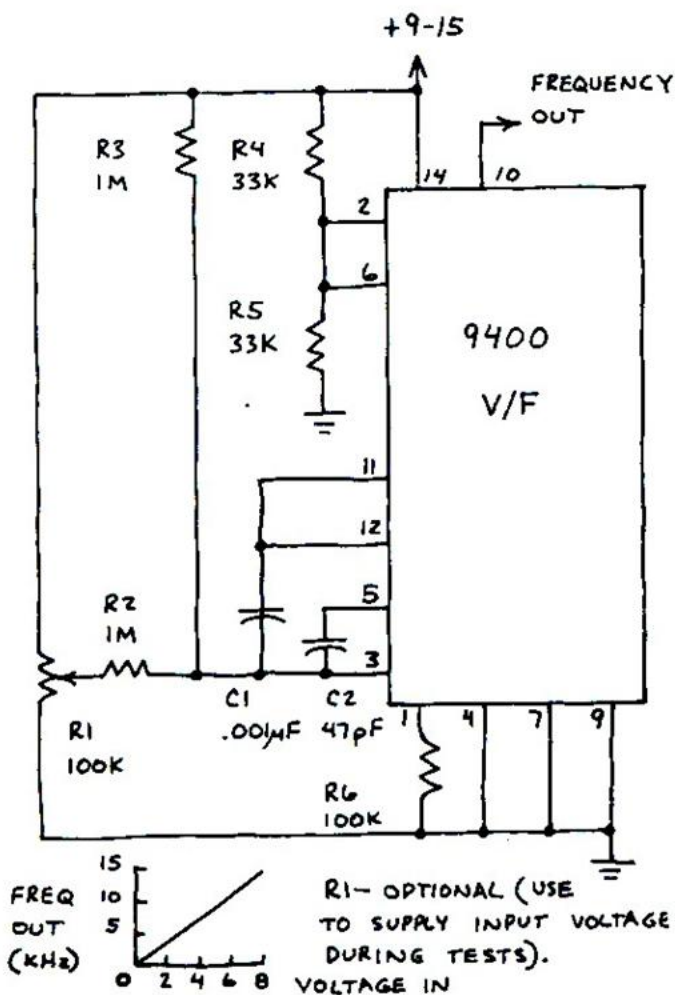 +9-15
FREQUENCY
OUT
R3
1M
R4
33K
14
10
2
6
R5
33K
9400
V/F
11
12
5
3
R2
1M
R1
100K
C1
.001µF
C2
47pF
1
4
7
9
R6
100K
FREQ
OUT
(KHz)
15
10
5
0
2
4
6
8
VOLTAGE IN
R1- OPTIONAL (USE
TO SUPPLY INPUT VOLTAGE
DURING TESTS).